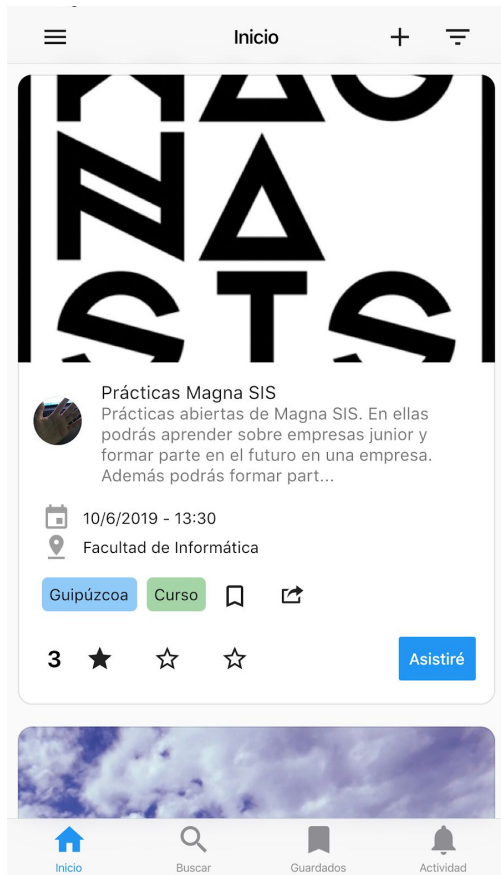 Inicio
MAGNA
SIS
Prácticas Magna SIS
Prácticas abiertas de Magna SIS. En ellas
podrás aprender sobre empresas junior y
formar parte en el futuro en una empresa.
Además podrás formar part...
10/6/2019 - 13:30
Facultad de Informática
Guipúzcoa
Curso
3
Asistiré
Inicio
Buscar
Guardados
Actividad